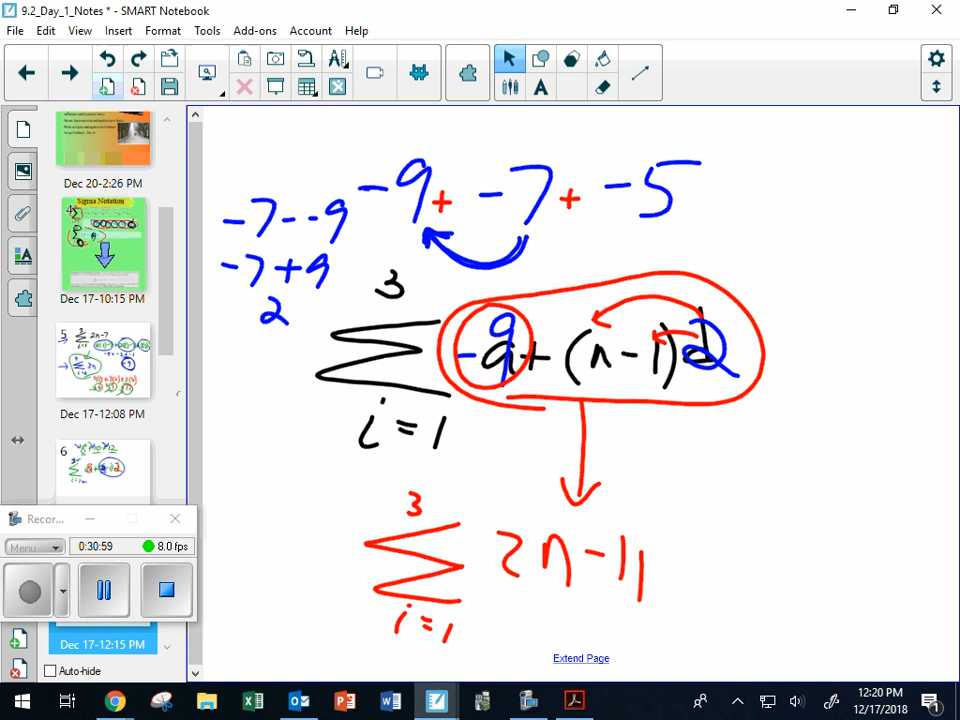 9.2_Day_1_Notes * - SMART Notebook
File Edit View Insert Format Tools Add-ons Account Help
Dec 20-2:26 PM
Sigma Notation
Dec 17-10:15 PM
Dec 17-12:08 PM
Recor...
Menu
0:30:59 8.0 fps
Dec 17-12:15 PM
Auto-hide
-9 + -7 + -5
-7 - -9
-7 + 9
2
3
∑ -9 + (n - 1) 2
i = 1
3
∑ 2n - 11
i = 1
Extend Page
12:20 PM
12/17/2018
1